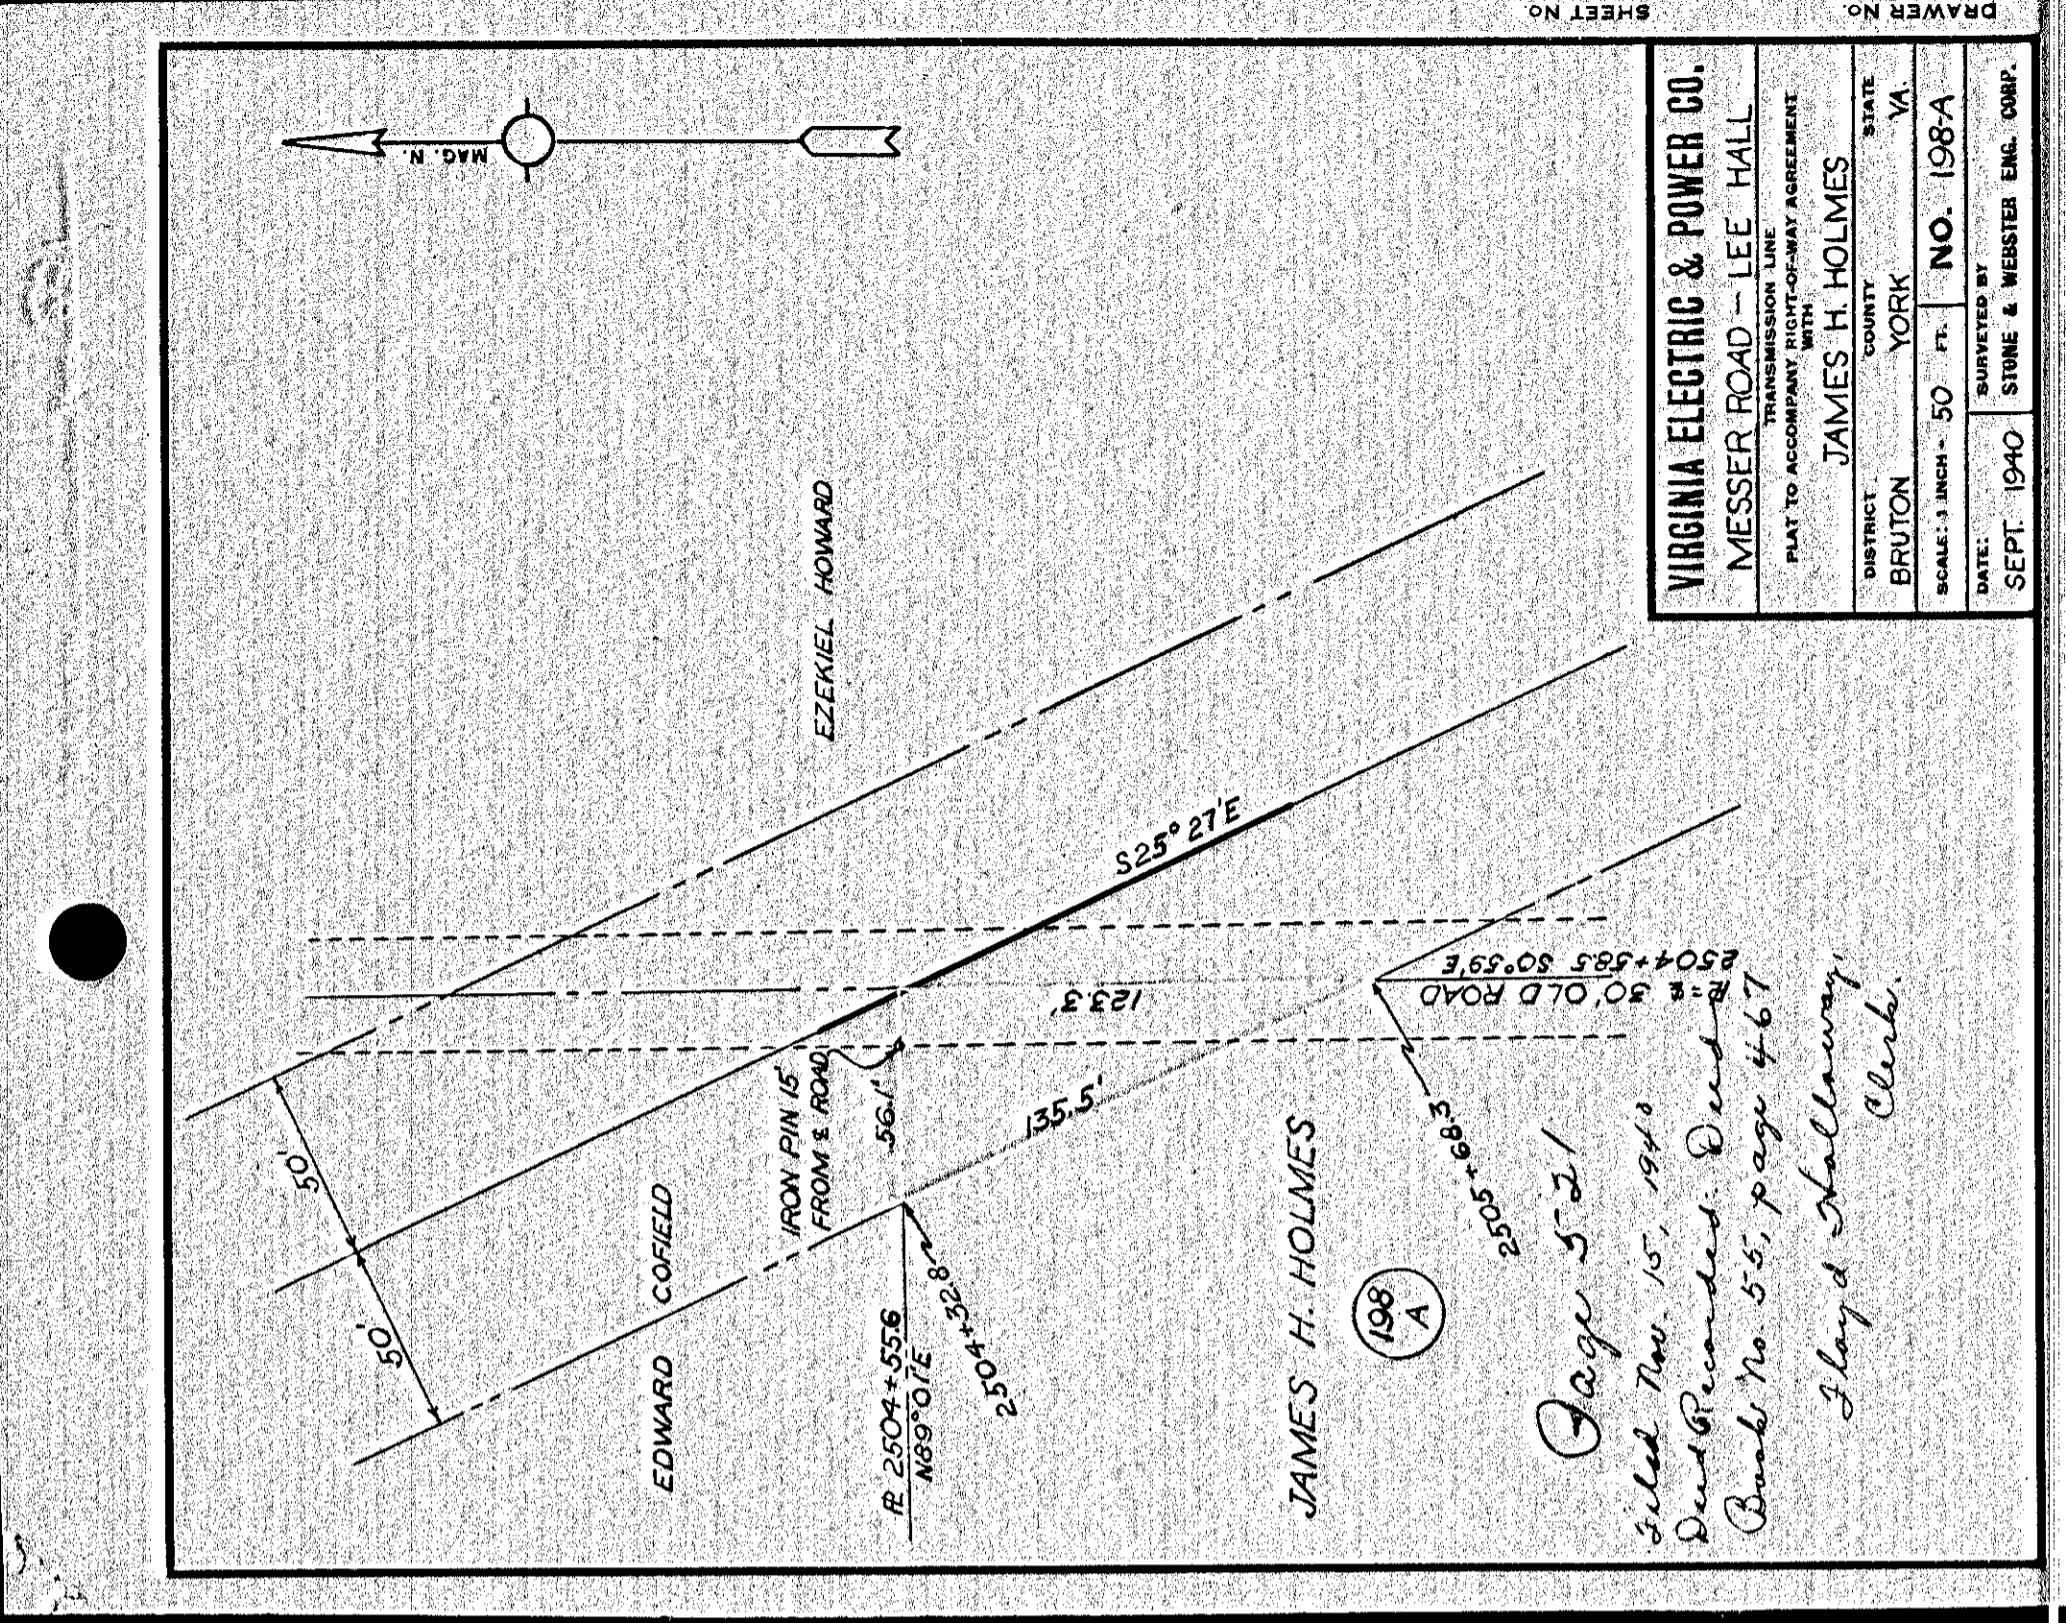 SHEET No.
DRAWER No.
MAG. N.
VIRGINIA ELECTRIC & POWER CO.
MESSER ROAD — LEE HALL
TRANSMISSION LINE
PLAT TO ACCOMPANY RIGHT-OF-WAY AGREEMENT
WITH
JAMES H. HOLMES
DISTRICT COUNTY STATE
BRUTON YORK VA.
SCALE: 1 INCH = 50 FT. NO. 198-A
DATE: SURVEYED BY
SEPT. 1940 STONE & WEBSTER ENG. CORP.
EZEKIEL HOWARD
S25°27'E
50'
50'
EDWARD COFIELD
IRON PIN 15'
FROM ℄ ROAD
56.1'
123.3'
135.5'
℄ 2504+55.6
N89°01'E
2504+32.8
2504+58.5 S0°59'E
30' OLD ROAD
2505+68.3
JAMES H. HOLMES
198
A
Page 521
Filed Nov. 15, 1940
Deed Recorded: Deed
Book No. 55, page 467
Floyd Hollaway,
Clerk.